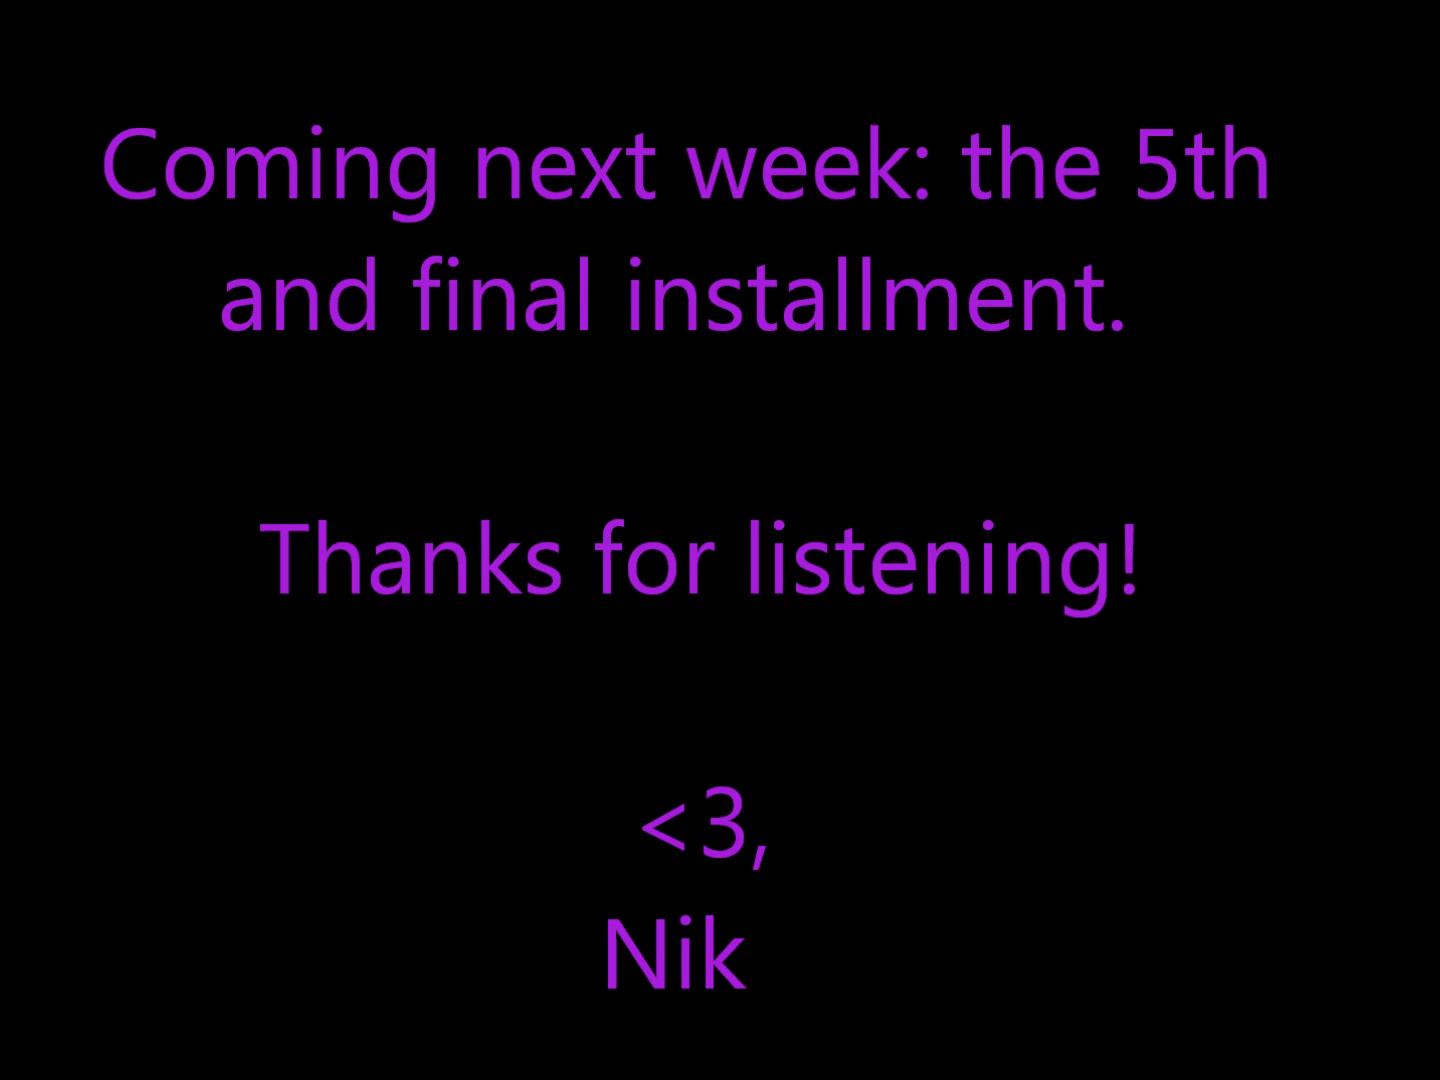 Coming next week: the 5th
and final installment.
Thanks for listening!
<3,
Nik